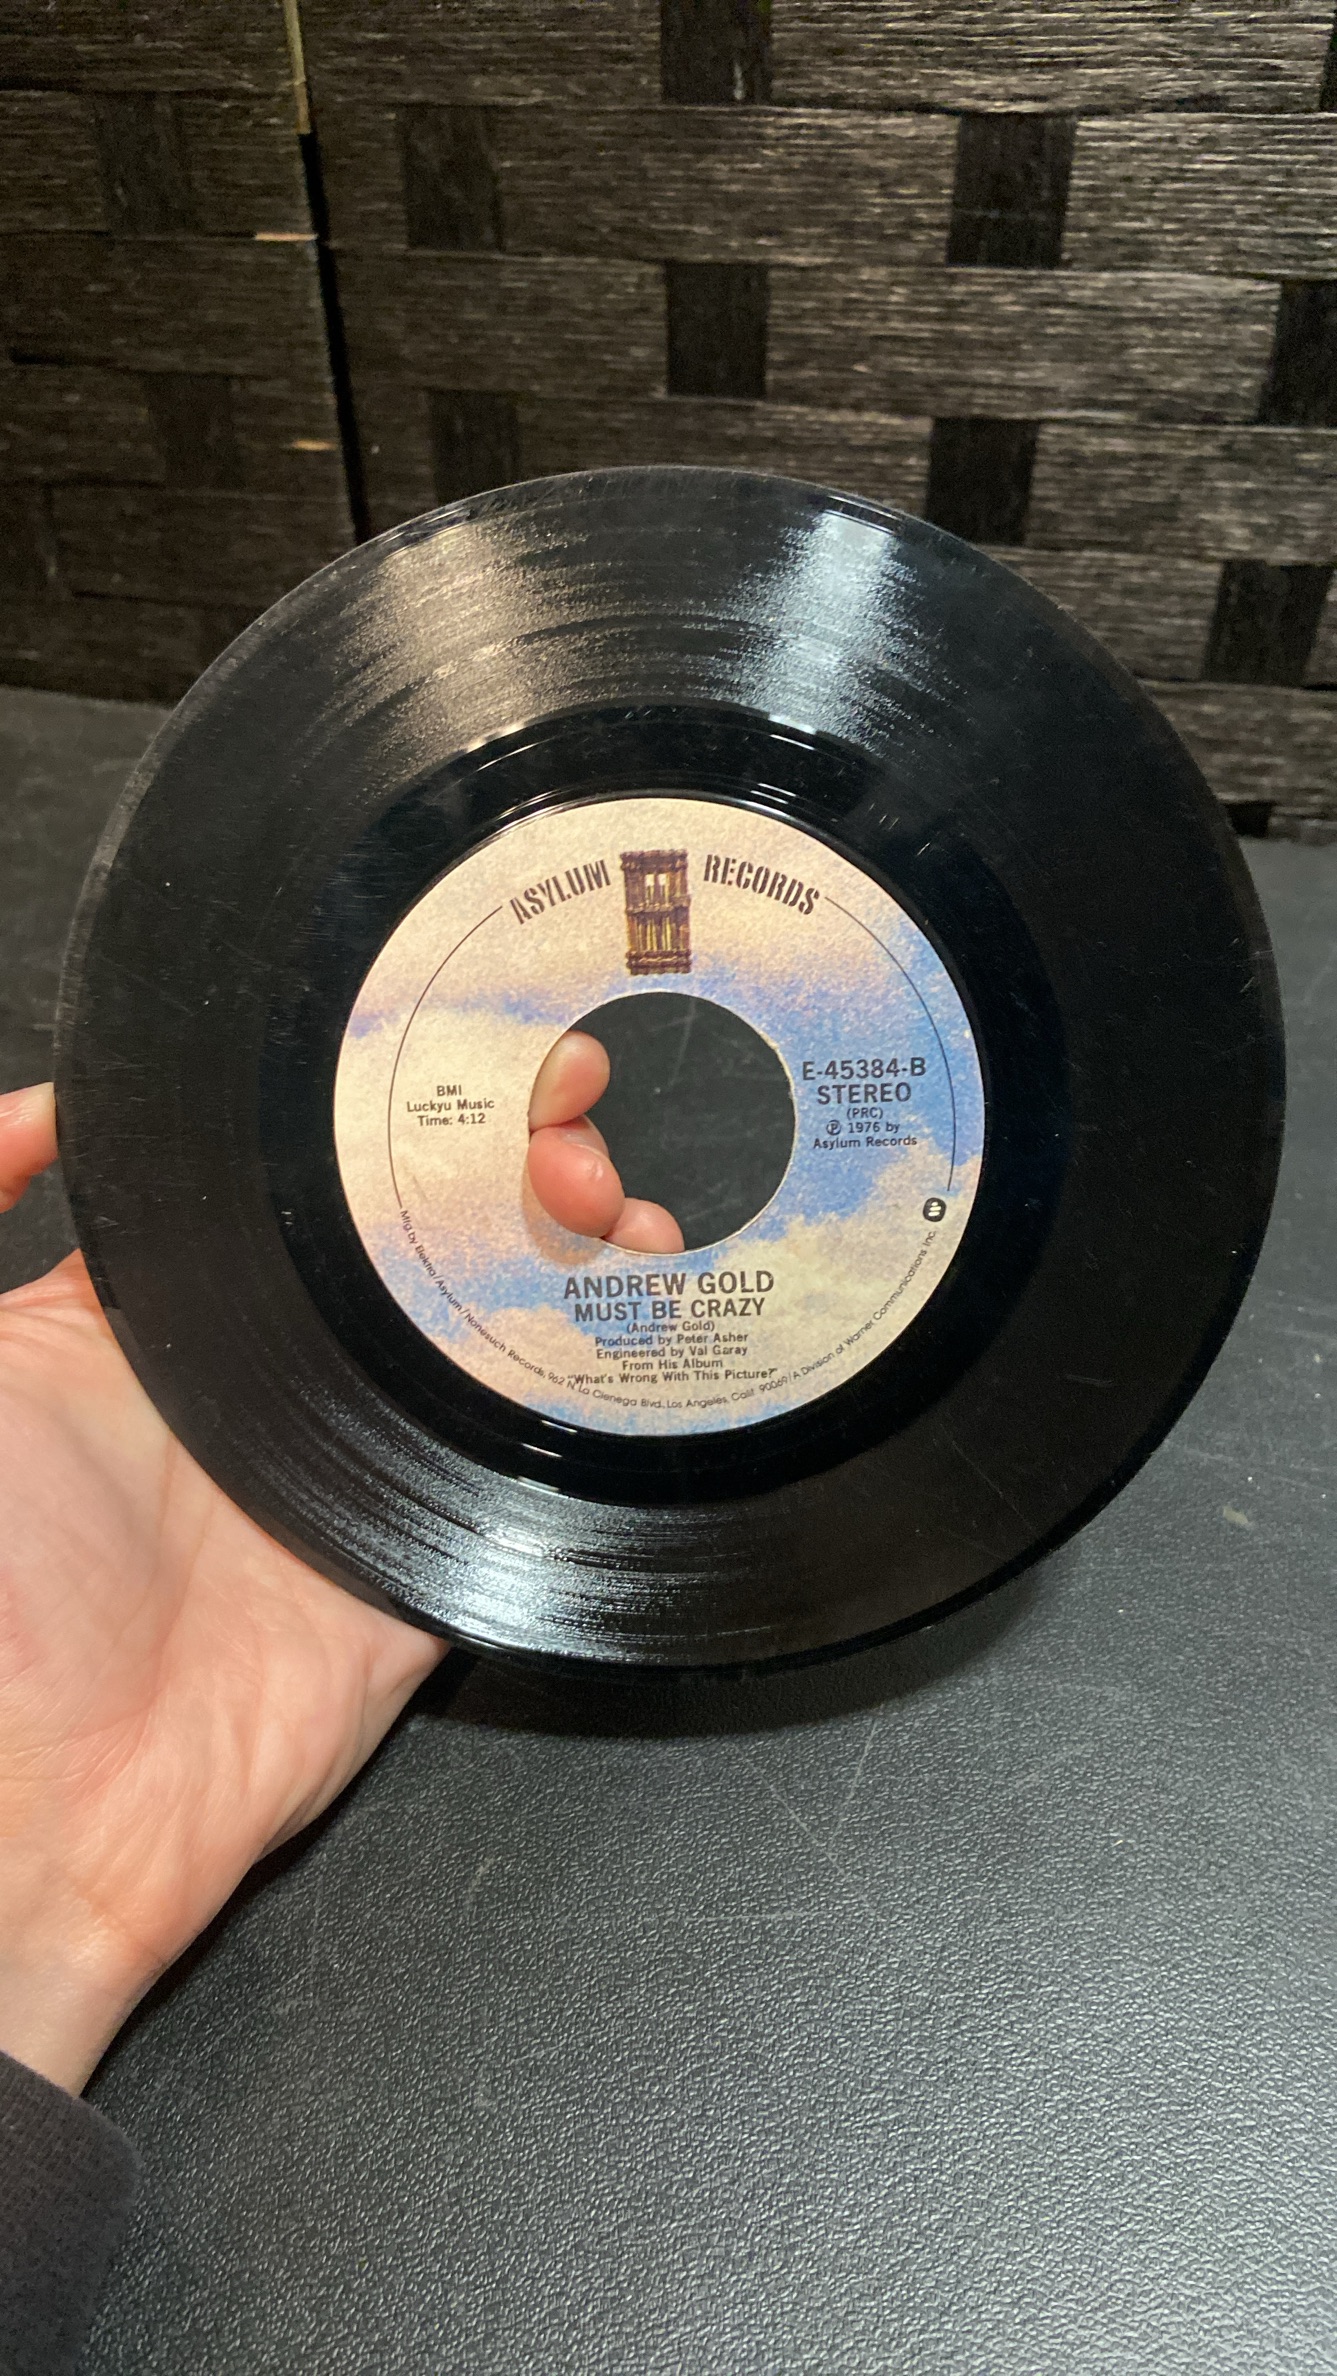 ASYLUM RECORDS
BMI
Luckyu Music
Time: 4:12
E-45384-B
STEREO
(PRC)
℗ 1976 by
Asylum Records
ANDREW GOLD
MUST BE CRAZY
(Andrew Gold)
Produced by Peter Asher
Engineered by Val Garay
From His Album
"What's Wrong With This Picture?"
Mfg. by Elektra/Asylum/Nonesuch Records, 962 N. La Cienega Blvd., Los Angeles, Calif. 90069 | A Division of Warner Communications Inc.